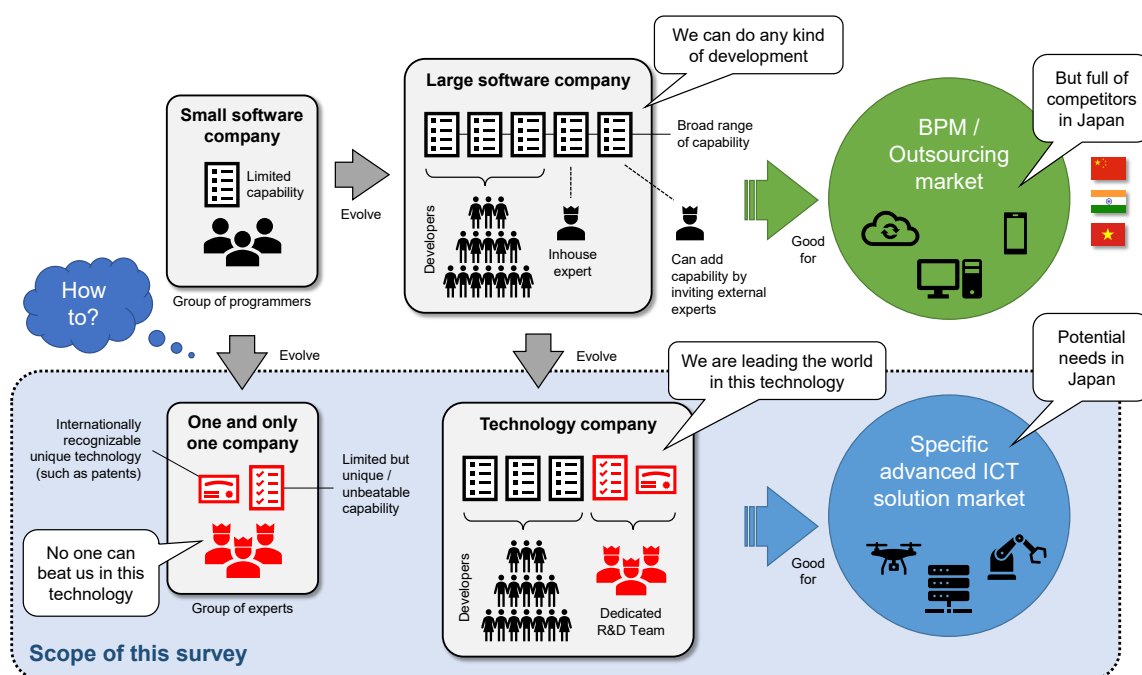 We can do any kind
of development
Large software company
Small software
company
Limited
capability
Group of programmers
Evolve
Developers
Inhouse
expert
Broad range
of capability
Can add
capability by
inviting external
experts
Good
for
BPM /
Outsourcing
market
But full of
competitors
in Japan
How
to?
Evolve
Evolve
We are leading the world
in this technology
Potential
needs in
Japan
One and only
one company
Internationally
recognizable
unique technology
(such as patents)
Limited but
unique /
unbeatable
capability
No one can
beat us in this
technology
Group of experts
Technology company
Developers
Dedicated
R&D Team
Good
for
Specific
advanced ICT
solution market
Scope of this survey